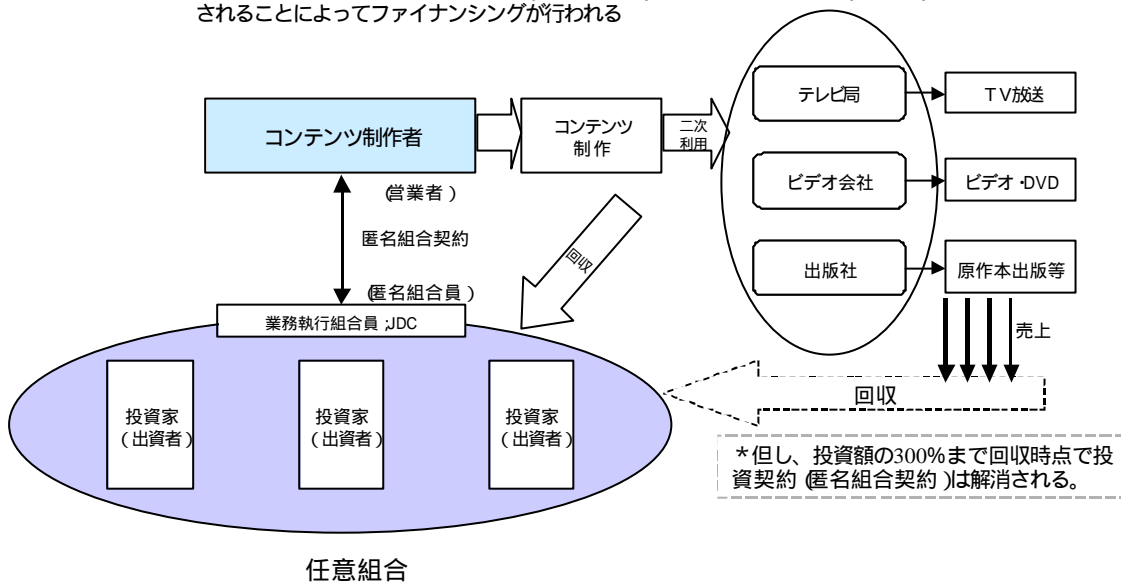 されることによってファイナンシングが行われる
コンテンツ制作者
コンテンツ
制作
二次
利用
テレビ局
TV放送
ビデオ会社
ビデオ・DVD
出版社
原作本出版等
(営業者)
匿名組合契約
(匿名組合員)
業務執行組合員;JDC
回収
売上
回収
投資家
(出資者)
投資家
(出資者)
投資家
(出資者)
*但し、投資額の300%まで回収時点で投
資契約(匿名組合契約)は解消される。
任意組合